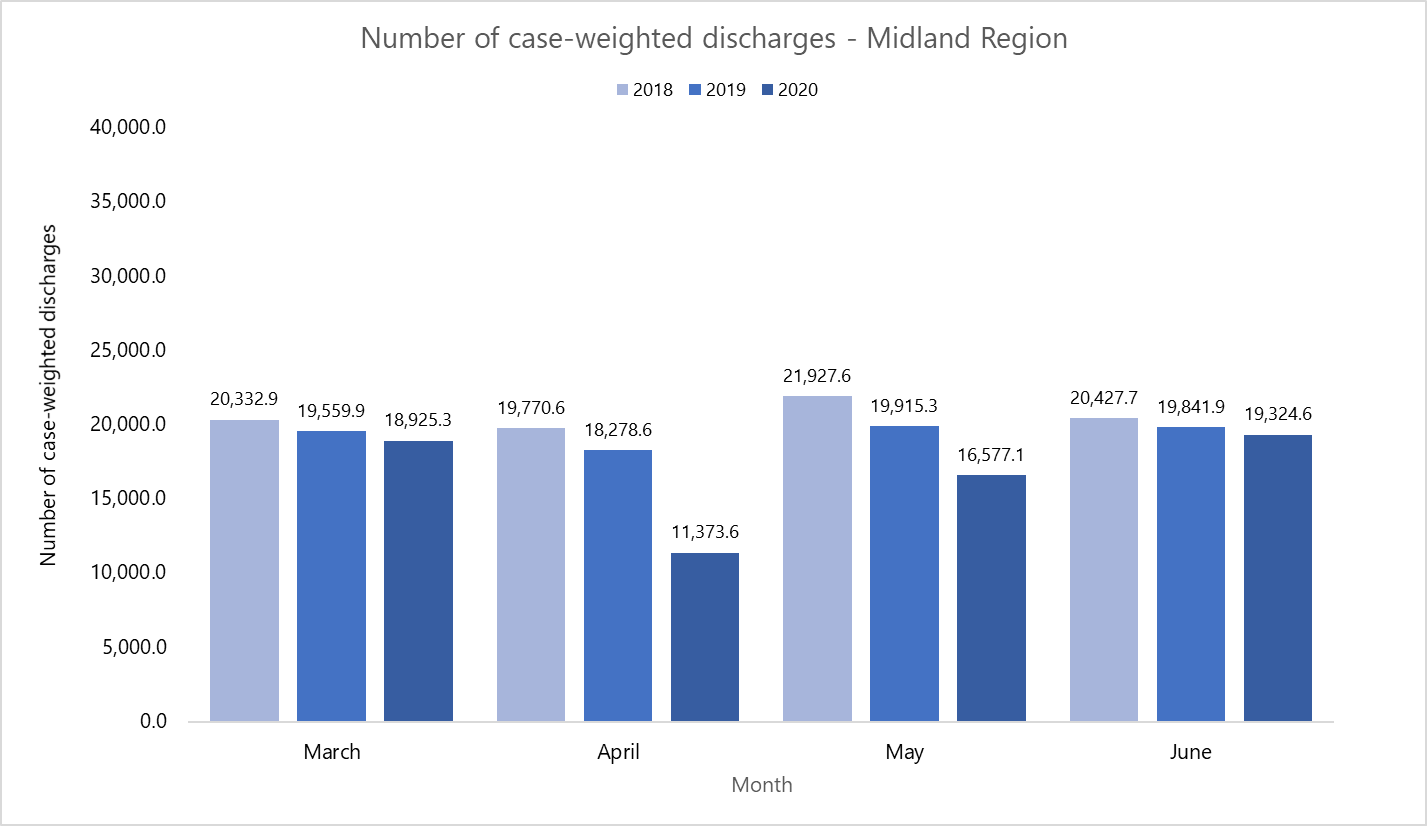 Number of case-weighted discharges - Midland Region
2018 2019 2020
40,000.0
35,000.0
30,000.0
25,000.0
20,000.0
15,000.0
10,000.0
5,000.0
0.0
Number of case-weighted discharges
20,332.9 19,559.9 18,925.3
19,770.6 18,278.6 11,373.6
21,927.6 19,915.3 16,577.1
20,427.7 19,841.9 19,324.6
March April May June
Month